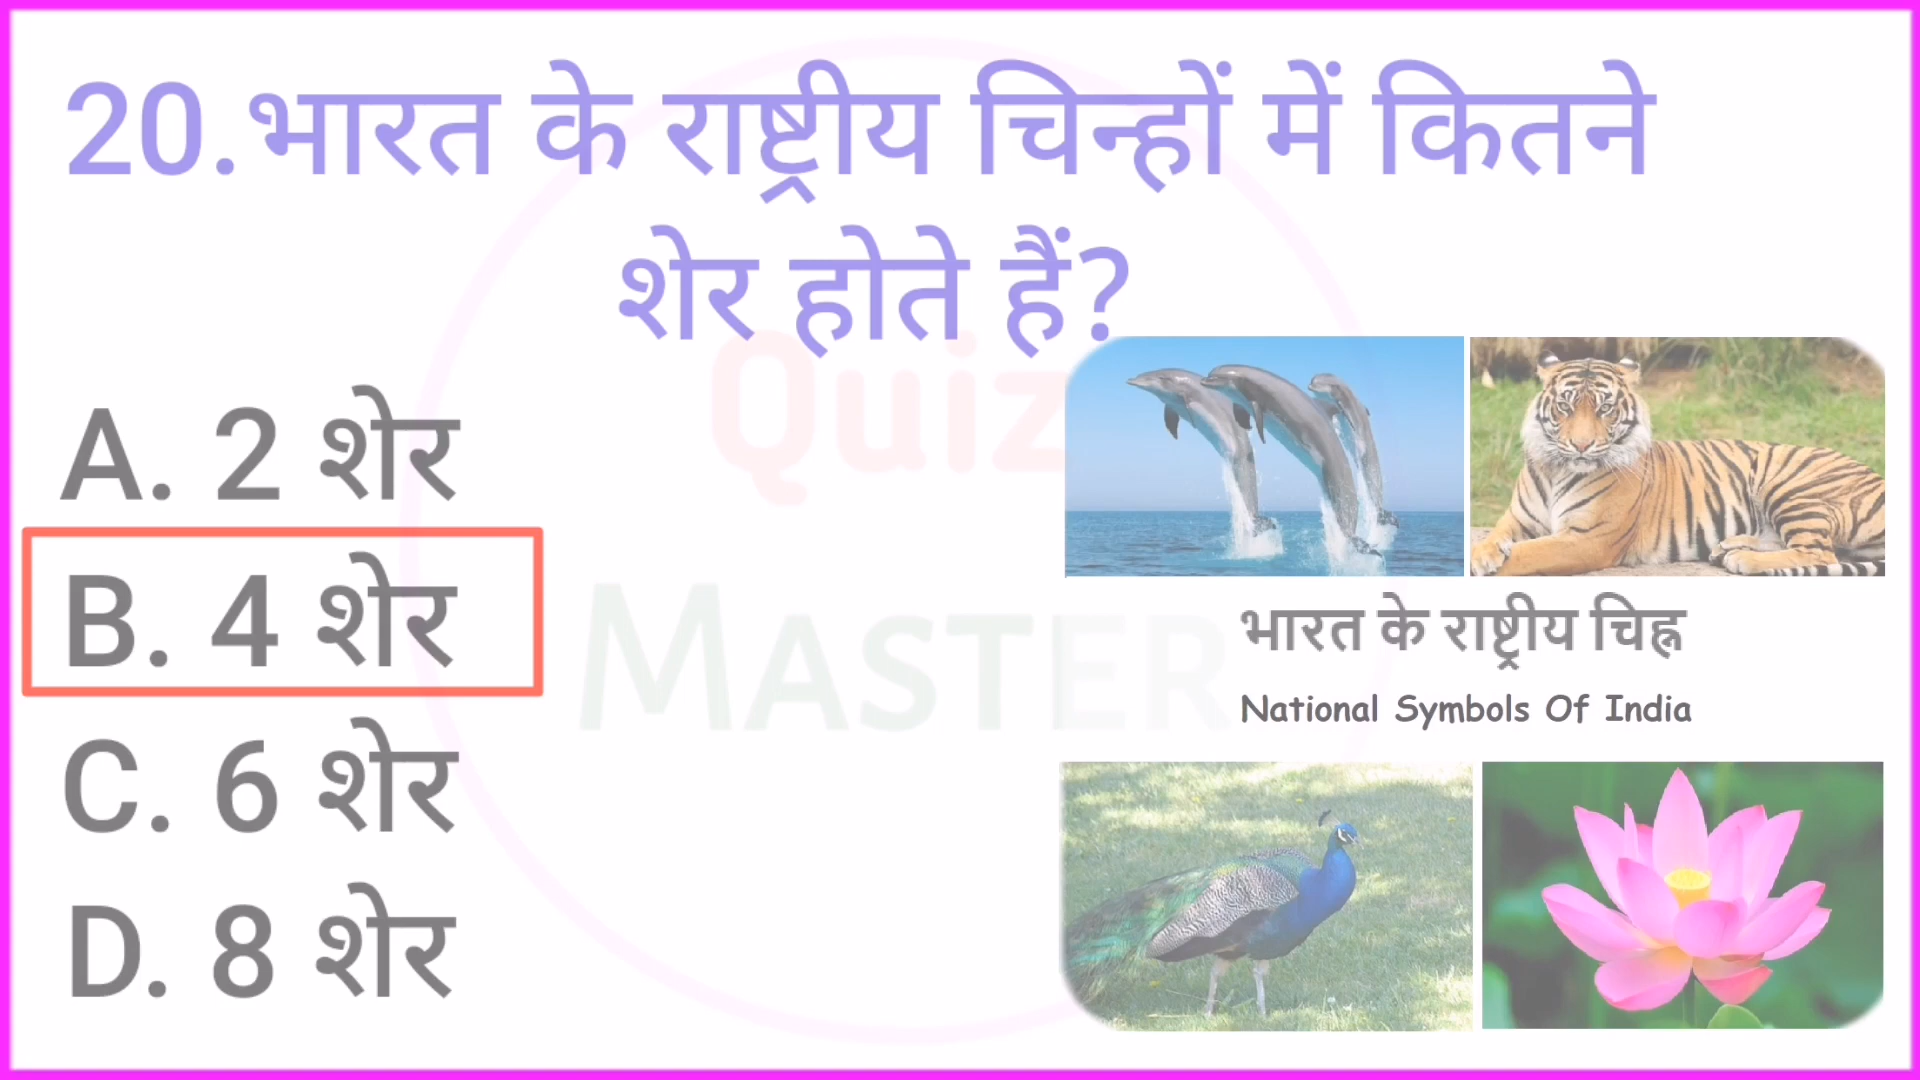 20.भारत के राष्ट्रीय चिन्हों में कितने
शेर होते हैं?
A. 2 शेर
B. 4 शेर
C. 6 शेर
D. 8 शेर
Quiz
MASTER
भारत के राष्ट्रीय चिह्न
National Symbols Of India